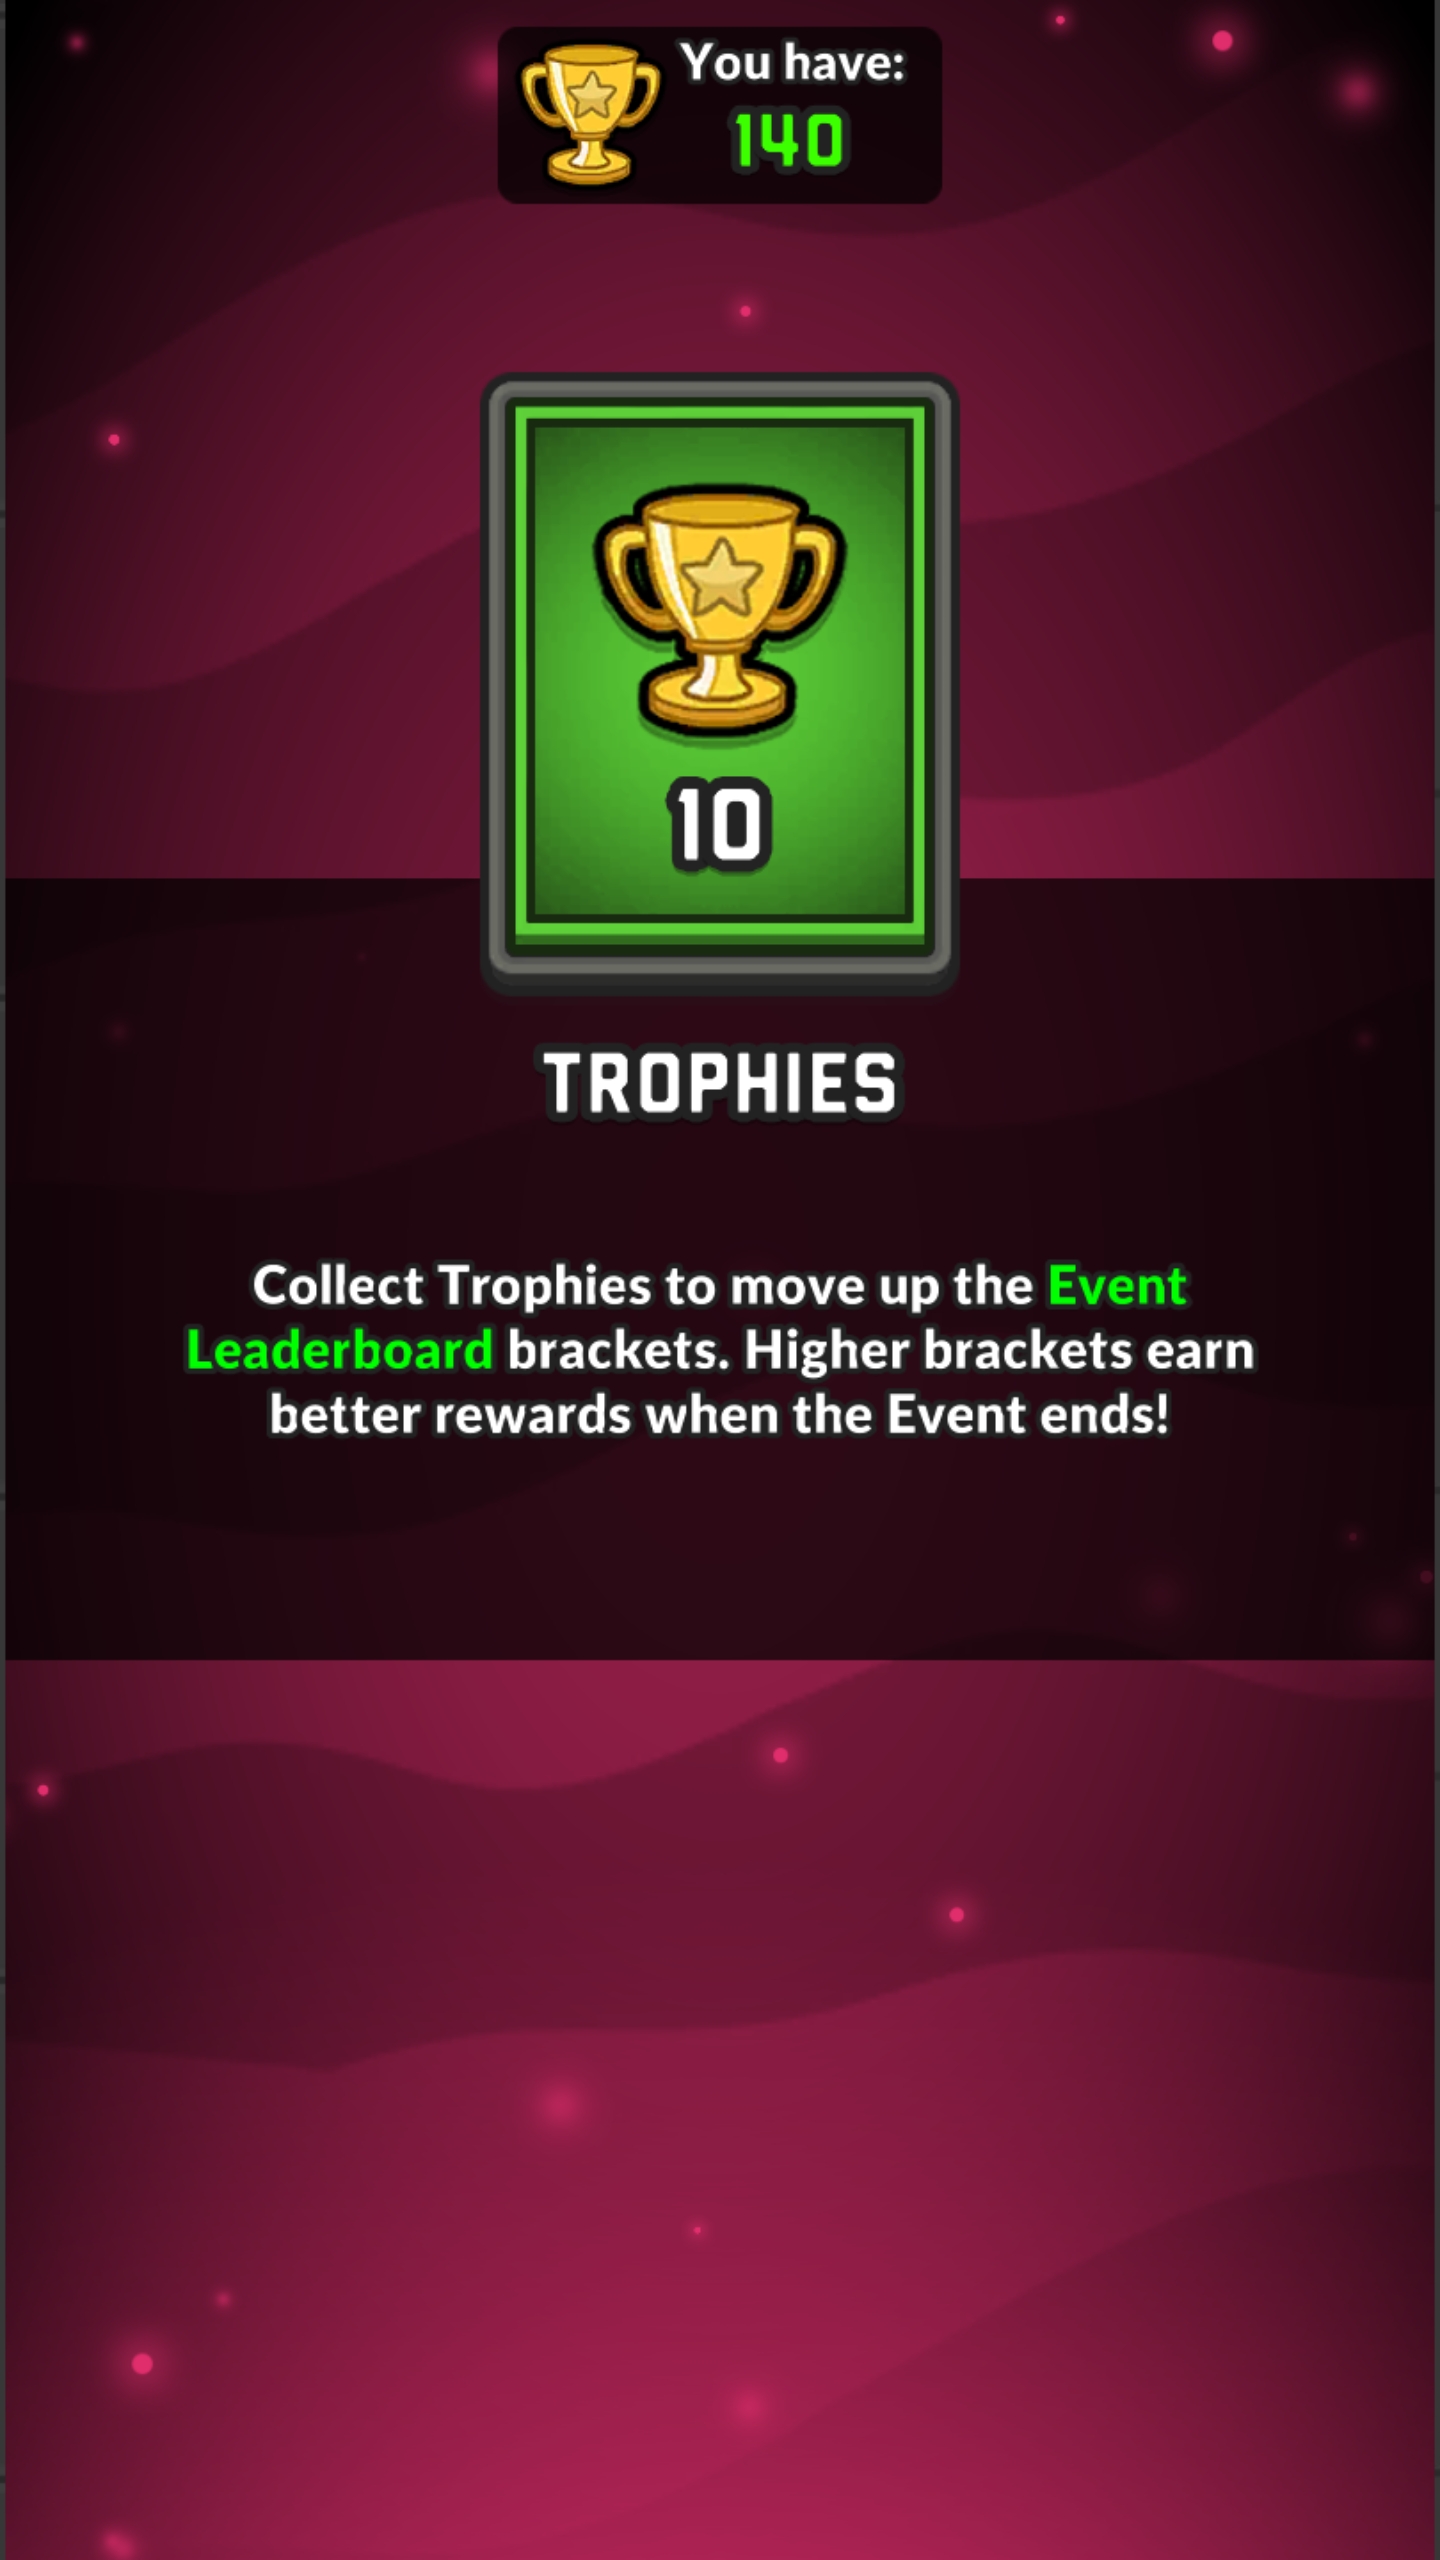 You have:
140
10
TROPHIES
Collect Trophies to move up the Event
Leaderboard brackets. Higher brackets earn
better rewards when the Event ends!